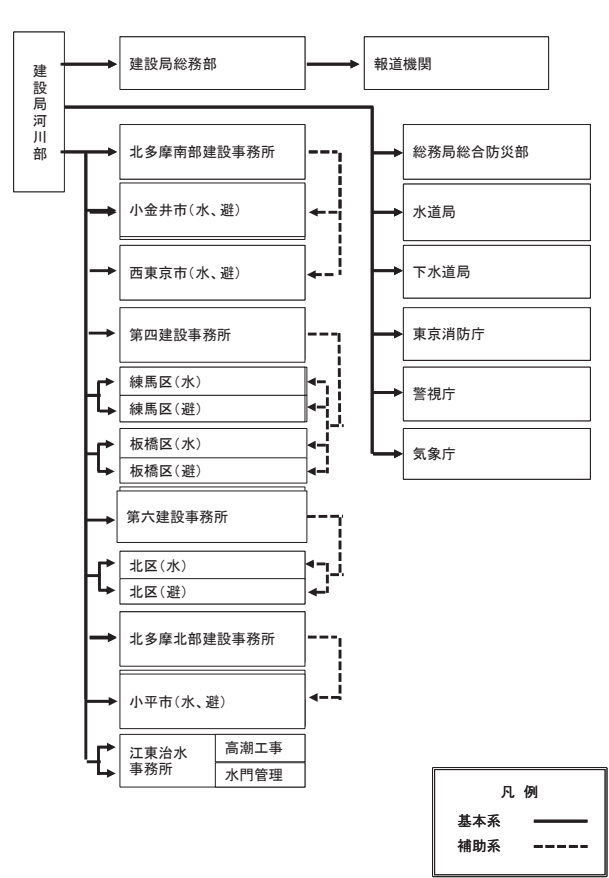 建設局河川部
建設局総務部
報道機関
北多摩南部建設事務所
小金井市(水、避)
西東京市(水、避)
第四建設事務所
練馬区(水)
練馬区(避)
板橋区(水)
板橋区(避)
第六建設事務所
北区(水)
北区(避)
北多摩北部建設事務所
小平市(水、避)
江東治水
事務所
高潮工事
水門管理
総務局総合防災部
水道局
下水道局
東京消防庁
警視庁
気象庁
凡 例
基本系
補助系